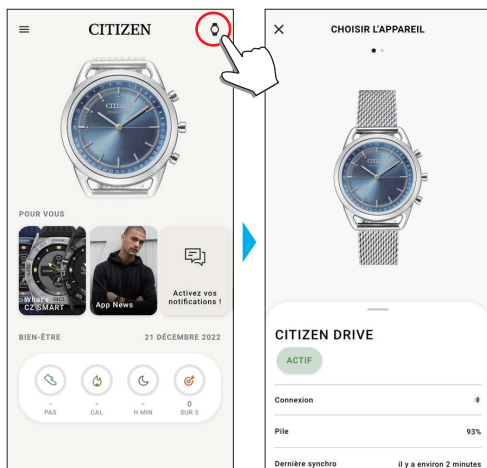 CITIZEN
CITIZEN
POUR VOUS
What's
CZ SMART
App News
Activez vos
notifications !
BIEN-ÊTRE
21 DÉCEMBRE 2022
-
PAS
-
CAL
-
H MIN
0
SUR 5
CHOISIR L'APPAREIL
CITIZEN
CITIZEN DRIVE
ACTIF
Connexion
Pile
93%
Dernière synchro
il y a environ 2 minutes